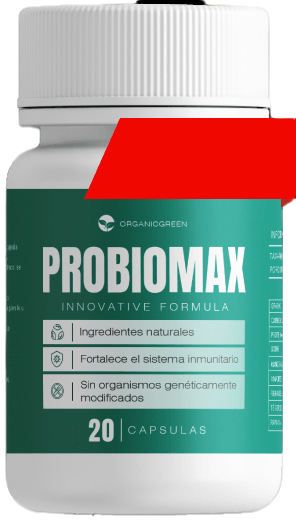 ORGANICGREEN
PROBIOMAX
INNOVATIVE FORMULA
Ingredientes naturales
Fortalece el sistema inmunitario
Sin organismos genéticamente
modificados
20 CAPSULAS